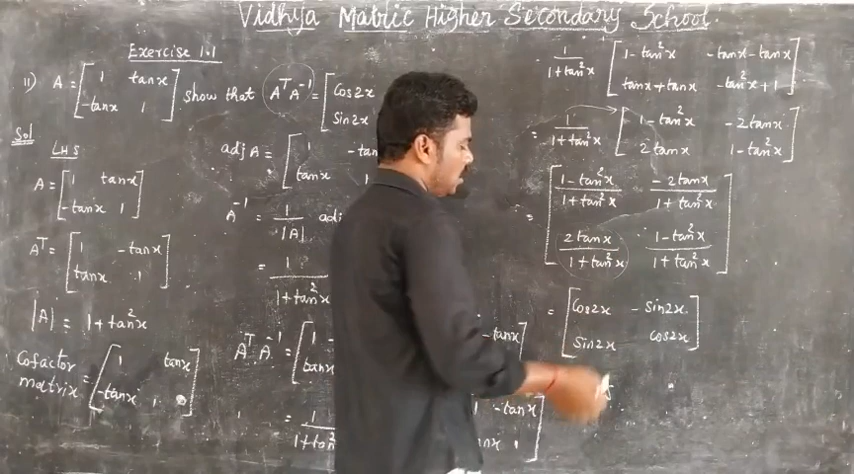 Vidhya Matric Higher Secondary School.
Exercise 1.1
11) A = [1 tanx
-tanx 1] Show that AᵀA⁻¹ = [Cos2x
Sin2x
Sol
LHS
A = [1 tanx
-tanx 1]
Aᵀ = [1 -tanx
tanx 1]
|A| = 1+tan²x
Cofactor
matrix = [1 tanx
-tanx 1]
adj A = [1 -tan
tanx
A⁻¹ = 1/|A| adj
= 1/1+tan²x
AᵀA⁻¹ = [1 -
tanx
-tanx]
= 1/1+tan
1 -tanx
1]
1/1+tan²x [1-tan²x -tanx-tanx
tanx+tanx -tan²x+1]
= 1/1+tan²x [1-tan²x -2tanx
2tanx 1-tan²x]
= [1-tan²x/1+tan²x -2tanx/1+tan²x
2tanx/1+tan²x 1-tan²x/1+tan²x]
= [Cos2x -Sin2x
Sin2x cos2x]